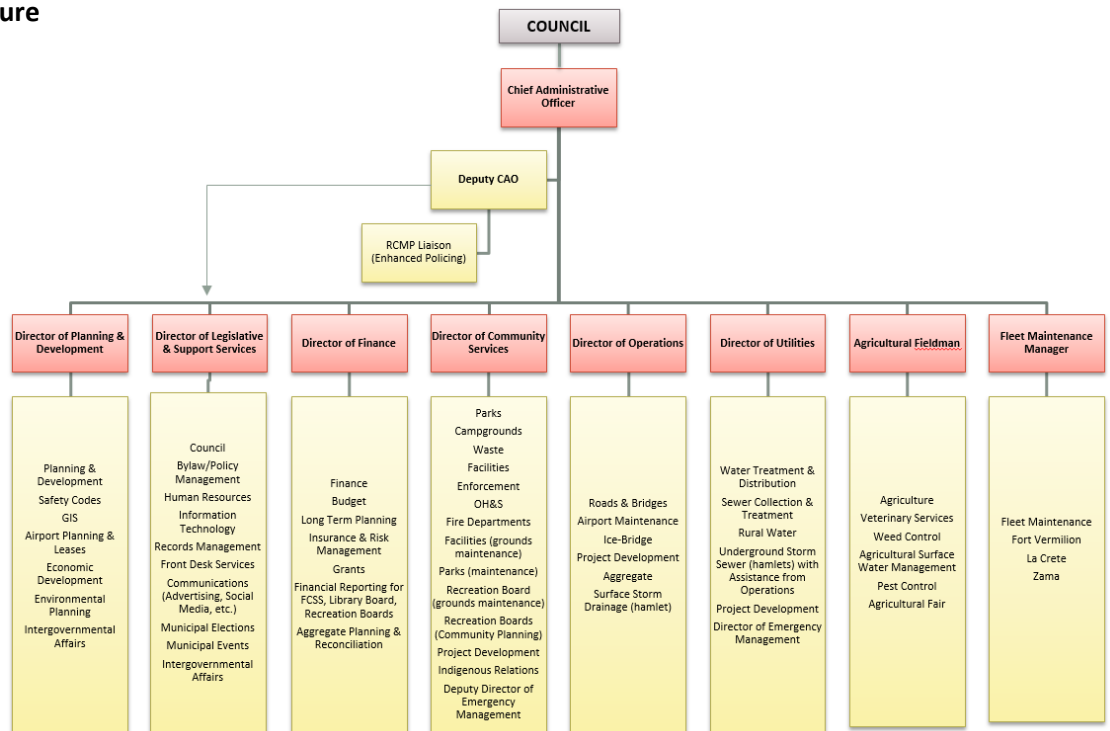 ure
COUNCIL
Chief Administrative
Officer
Deputy CAO
RCMP Liaison
(Enhanced Policing)
Director of Planning &
Development
Director of Legislative
& Support Services
Director of Finance
Director of Community
Services
Director of Operations
Director of Utilities
Agricultural Fieldman
Fleet Maintenance
Manager
Planning &
Development
Safety Codes
GIS
Airport Planning &
Leases
Economic
Development
Environmental
Planning
Intergovernmental
Affairs
Council
Bylaw/Policy
Management
Human Resources
Information
Technology
Records Management
Front Desk Services
Communications
(Advertising, Social
Media, etc.)
Municipal Elections
Municipal Events
Intergovernmental
Affairs
Finance
Budget
Long Term Planning
Insurance & Risk
Management
Grants
Financial Reporting for
FCSS, Library Board,
Recreation Boards
Aggregate Planning &
Reconciliation
Parks
Campgrounds
Waste
Facilities
Enforcement
OH&S
Fire Departments
Facilities (grounds
maintenance)
Parks (maintenance)
Recreation Board
(grounds maintenance)
Recreation Boards
(Community Planning)
Project Development
Indigenous Relations
Deputy Director of
Emergency
Management
Roads & Bridges
Airport Maintenance
Ice-Bridge
Project Development
Aggregate
Surface Storm
Drainage (hamlet)
Water Treatment &
Distribution
Sewer Collection &
Treatment
Rural Water
Underground Storm
Sewer (hamlets) with
Assistance from
Operations
Project Development
Director of Emergency
Management
Agriculture
Veterinary Services
Weed Control
Agricultural Surface
Water Management
Pest Control
Agricultural Fair
Fleet Maintenance
Fort Vermilion
La Crete
Zama